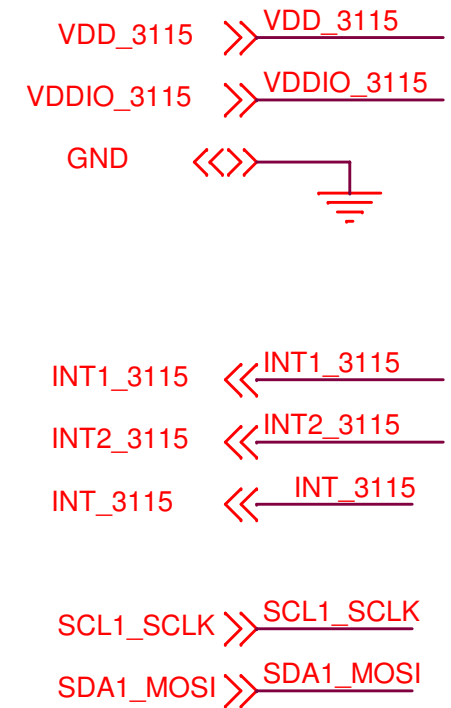 VDD_3115 VDD_3115
VDDIO_3115 VDDIO_3115
GND
INT1_3115 INT1_3115
INT2_3115 INT2_3115
INT_3115 INT_3115
SCL1_SCLK SCL1_SCLK
SDA1_MOSI SDA1_MOSI